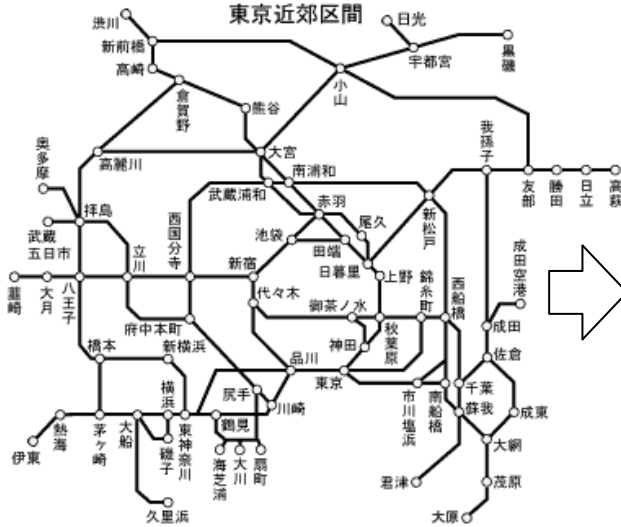 東京近郊区間
渋川
日光
新前橋
宇都宮
黒磯
高崎
小山
倉賀野
熊谷
我孫子
奥多摩
高麗川
大宮
南浦和
友部
勝田
日立
高萩
武蔵浦和
赤羽
新松戸
拝島
西国分寺
尾久
武蔵
五日市
立川
池袋
田端
日暮里
成田空港
新宿
上野
錦糸町
西船橋
韮崎
大月
八王子
代々木
御茶ノ水
府中本町
秋葉原
成田
神田
橋本
新横浜
品川
東京
佐倉
横浜
尻手
川崎
市川塩浜
南船橋
千葉
蘇我
成東
熱海
茅ヶ崎
大船
磯子
東神奈川
鶴見
伊東
海芝浦
大川
扇町
大網
君津
茂原
久里浜
大原